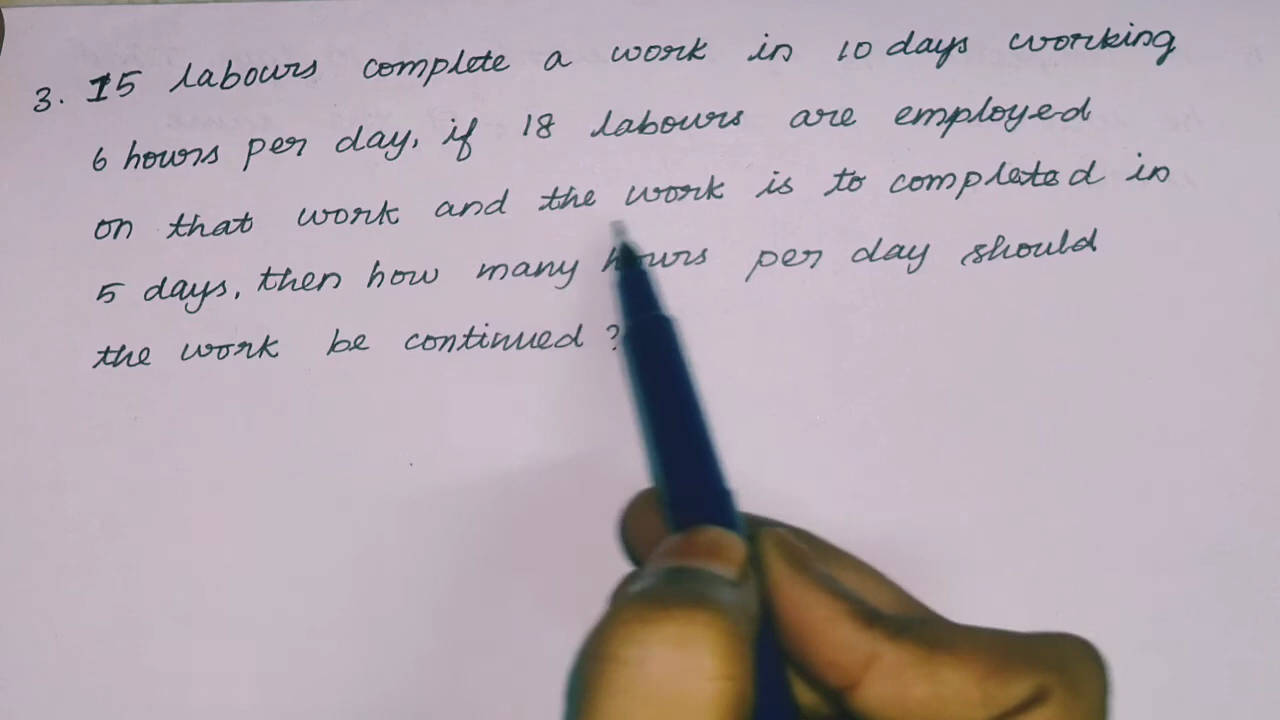 3. 15 labours complete a work in 10 days working
6 hours per day, if 18 labours are employed
on that work and the work is to completed in
5 days, then how many hours per day should
the work be continued ?